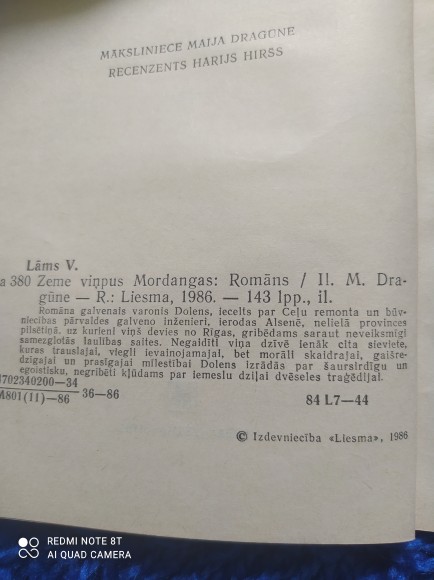 MĀKSLINIECE MAIJA DRAGŪNE
RECENZENTS HARIJS HIRSS
Lāms V.
a 380 Zeme viņpus Mordangas: Romāns / Il. M. Dra-
gūne — R.: Liesma, 1986. — 143 lpp., il.
Romāna galvenais varonis Dolens, iecelts par Ceļu remonta un būv-
niecības pārvaldes galveno inženieri, ierodas Alsenē, nelielā provinces
pilsētiņā, uz kurieni viņš devies no Rīgas, gribēdams saraut neveiksmīgi
samezglotās laulības saites. Negaidīti viņa dzīvē ienāk cita sieviete,
kuras trauslajai, viegli ievainojamajai, bet morāli skaidrajai, gaišre-
dzīgajai un prasīgajai mīlestībai Dolens izrādās par šaursirdīgu un
egoistisku, negribēti kļūdams par iemeslu dziļai dvēseles traģēdijai.
4702340200—34
M801(11)—86
36—86
84 L7—44
© Izdevniecība «Liesma», 1986
REDMI NOTE 8T
AI QUAD CAMERA